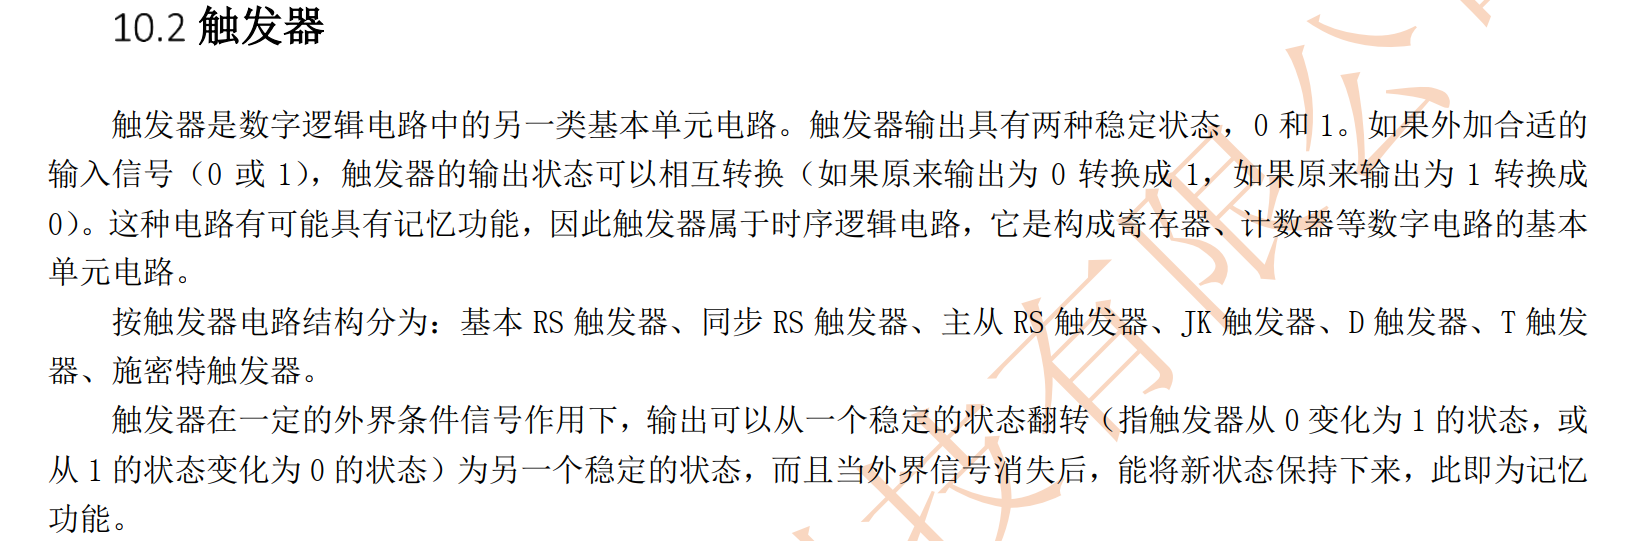 10.2 触发器
触发器是数字逻辑电路中的另一类基本单元电路。触发器输出具有两种稳定状态，0 和 1。如果外加合适的
输入信号（0 或 1），触发器的输出状态可以相互转换（如果原来输出为 0 转换成 1，如果原来输出为 1 转换成
0）。这种电路有可能具有记忆功能，因此触发器属于时序逻辑电路，它是构成寄存器、计数器等数字电路的基本
单元电路。
按触发器电路结构分为：基本 RS 触发器、同步 RS 触发器、主从 RS 触发器、JK 触发器、D 触发器、T 触发
器、施密特触发器。
触发器在一定的外界条件信号作用下，输出可以从一个稳定的状态翻转（指触发器从 0 变化为 1 的状态，或
从 1 的状态变化为 0 的状态）为另一个稳定的状态，而且当外界信号消失后，能将新状态保持下来，此即为记忆
功能。
技有限公